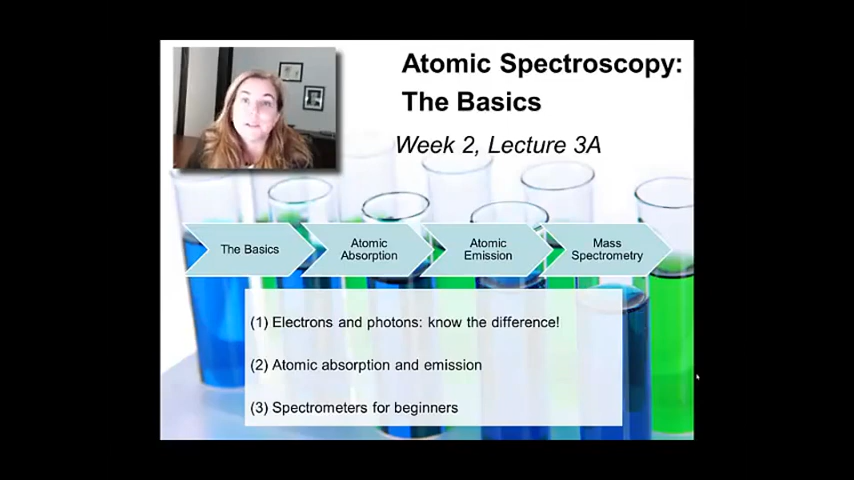 Atomic Spectroscopy:
The Basics
Week 2, Lecture 3A
The Basics
Atomic
Absorption
Atomic
Emission
Mass
Spectrometry
(1) Electrons and photons: know the difference!
(2) Atomic absorption and emission
(3) Spectrometers for beginners